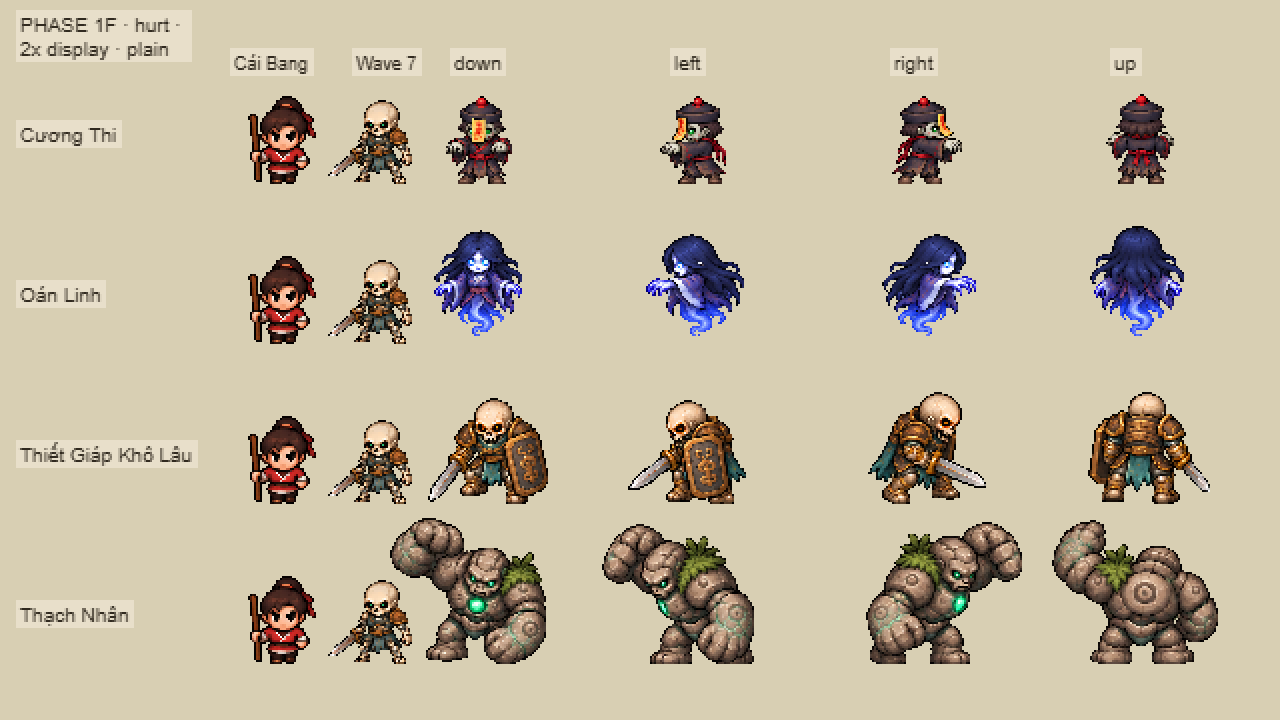 PHASE 1F · hurt ·
2x display · plain
Cái Bang
Wave 7
down
left
right
up
Cương Thi
Oán Linh
Thiết Giáp Khô Lâu
Thạch Nhân